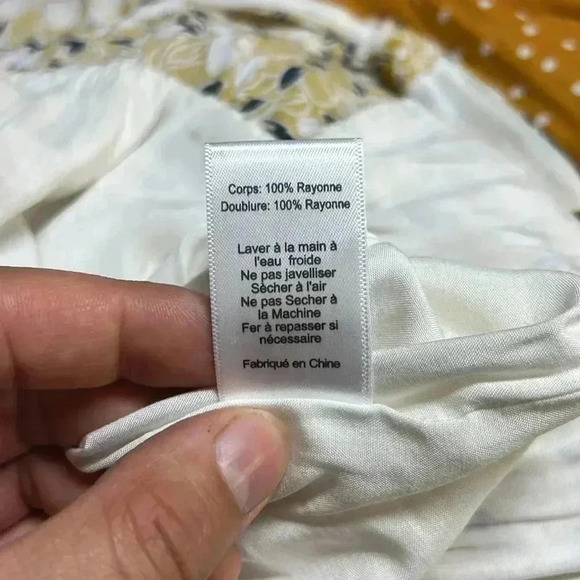 Corps: 100% Rayonne
Doublure: 100% Rayonne
Laver à la main à
l'eau froide
Ne pas javelliser
Sècher à l'air
Ne pas Secher à
la Machine
Fer à repasser si
nécessaire
Fabriqué en Chine